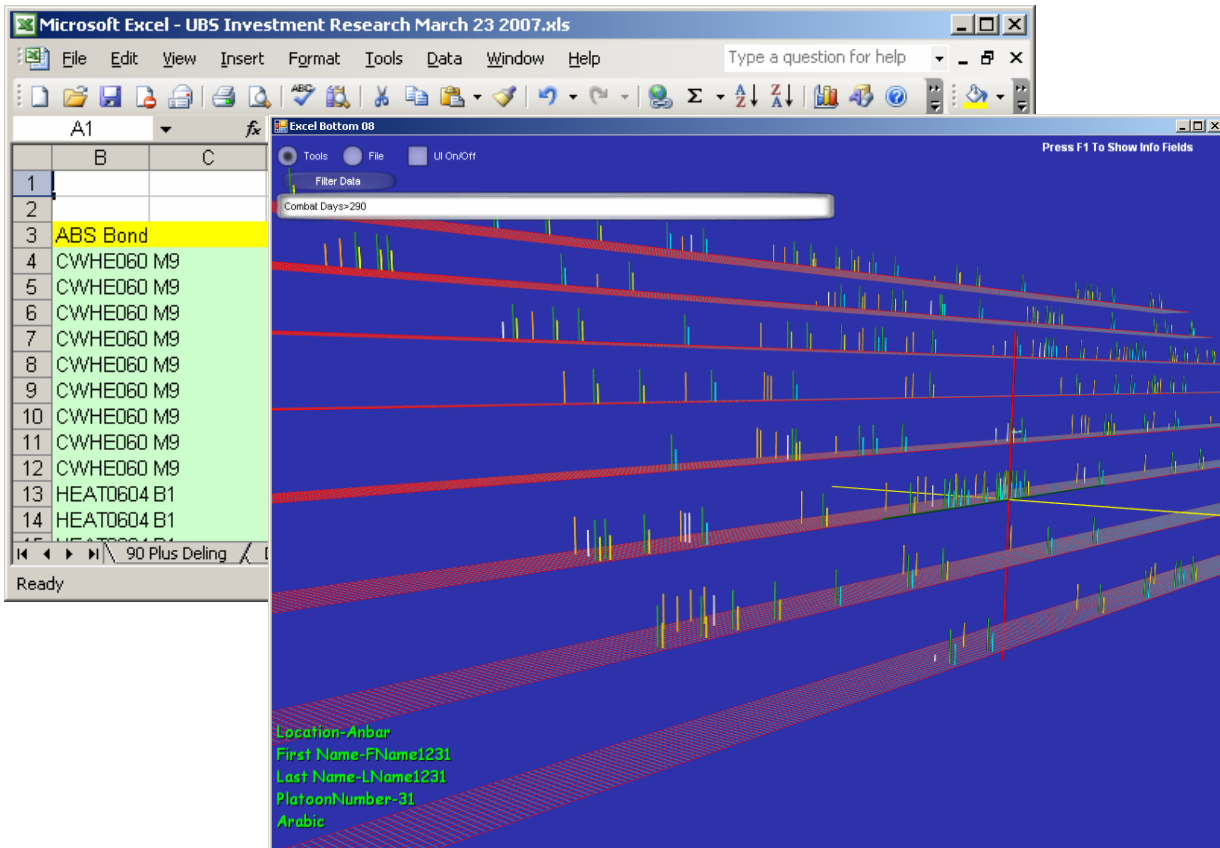 Microsoft Excel - UBS Investment Research March 23 2007.xls
File Edit View Insert Format Tools Data Window Help Type a question for help
A1 fx
B C
1
2
3 ABS Bond
4 CWHE060 M9
5 CWHE060 M9
6 CWHE060 M9
7 CWHE060 M9
8 CWHE060 M9
9 CWHE060 M9
10 CWHE060 M9
11 CWHE060 M9
12 CWHE060 M9
13 HEAT0604 B1
14 HEAT0604 B1
90 Plus Deling
Ready
Excel Bottom 08
Tools File UI On/Off
Press F1 To Show Info Fields
Filter Data
Combat Days>290
Location-Anbar
First Name-FName1231
Last Name-LName1231
PlatoonNumber-31
Arabic